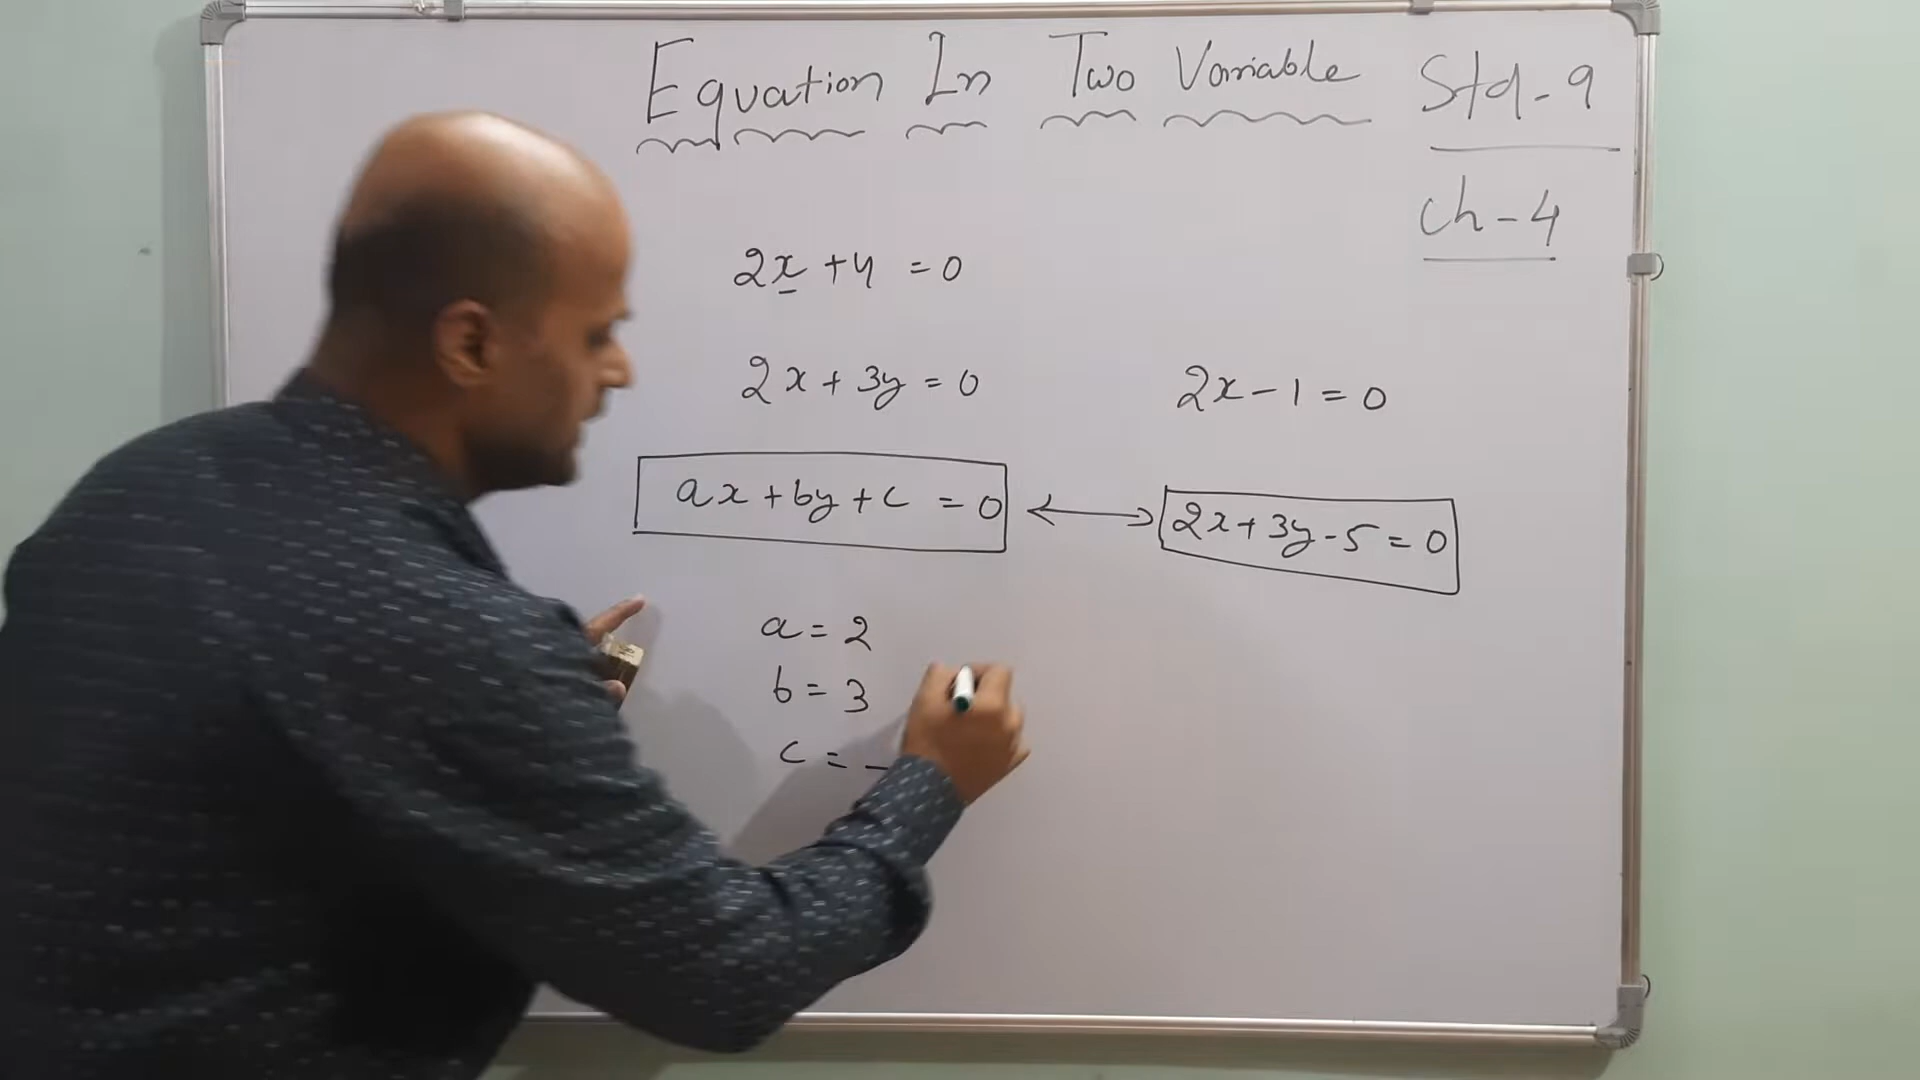 Equation In Two Variable
Std-9
Ch-4
2x+4 =0
2x+3y=0
2x-1=0
ax+by+c =0
2x+3y-5=0
a=2
b=3
c=-